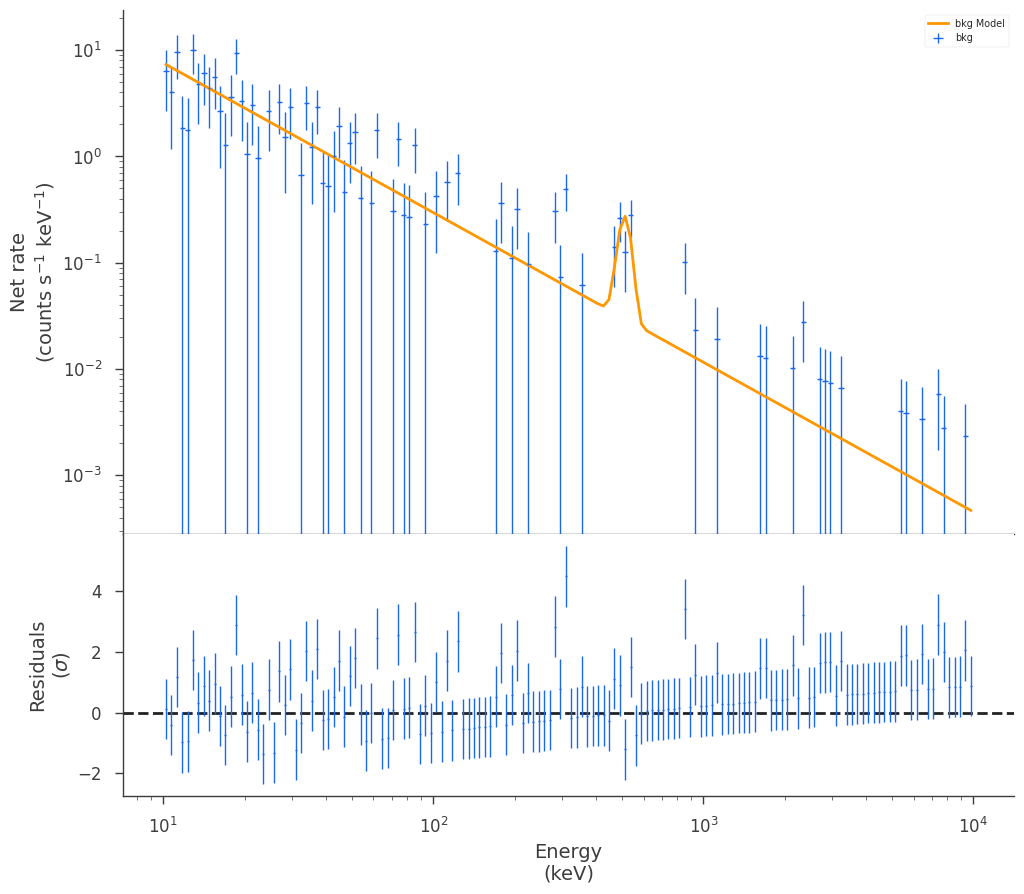 bkg Model
bkg
Net rate
(counts s⁻¹ keV⁻¹)
10¹
10⁰
10⁻¹
10⁻²
10⁻³
Residuals
(σ)
4
2
0
−2
10¹ 10² 10³ 10⁴
Energy
(keV)